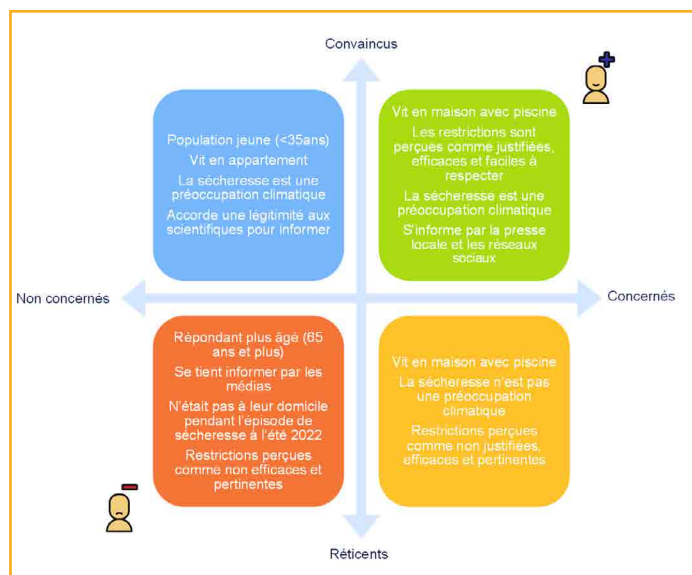 Convaincus
Population jeune (<35ans)
Vit en appartement
La sécheresse est une
préoccupation climatique
Accorde une légitimité aux
scientifiques pour informer
Vit en maison avec piscine
Les restrictions sont
perçues comme justifiées,
efficaces et faciles à
respecter
La sécheresse est une
préoccupation climatique
S'informe par la presse
locale et les réseaux
sociaux
Non concernés
Concernés
Répondant plus âgé (65
ans et plus)
Se tient informer par les
médias
N'était pas à leur domicile
pendant l'épisode de
sécheresse à l'été 2022
Restrictions perçues
comme non efficaces et
pertinentes
Vit en maison avec piscine
La sécheresse n'est pas
une préoccupation
climatique
Restrictions perçues
comme non justifiées,
efficaces et pertinentes
Réticents